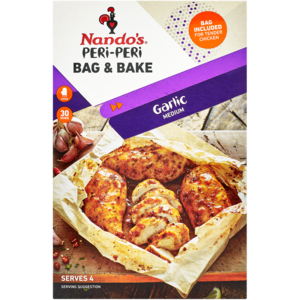 Nando's
PERi-PERi
BAG & BAKE
BAG
INCLUDED
FOR TENDER
CHICKEN
30
Garlic
MEDIUM
SERVES 4
SERVING SUGGESTION